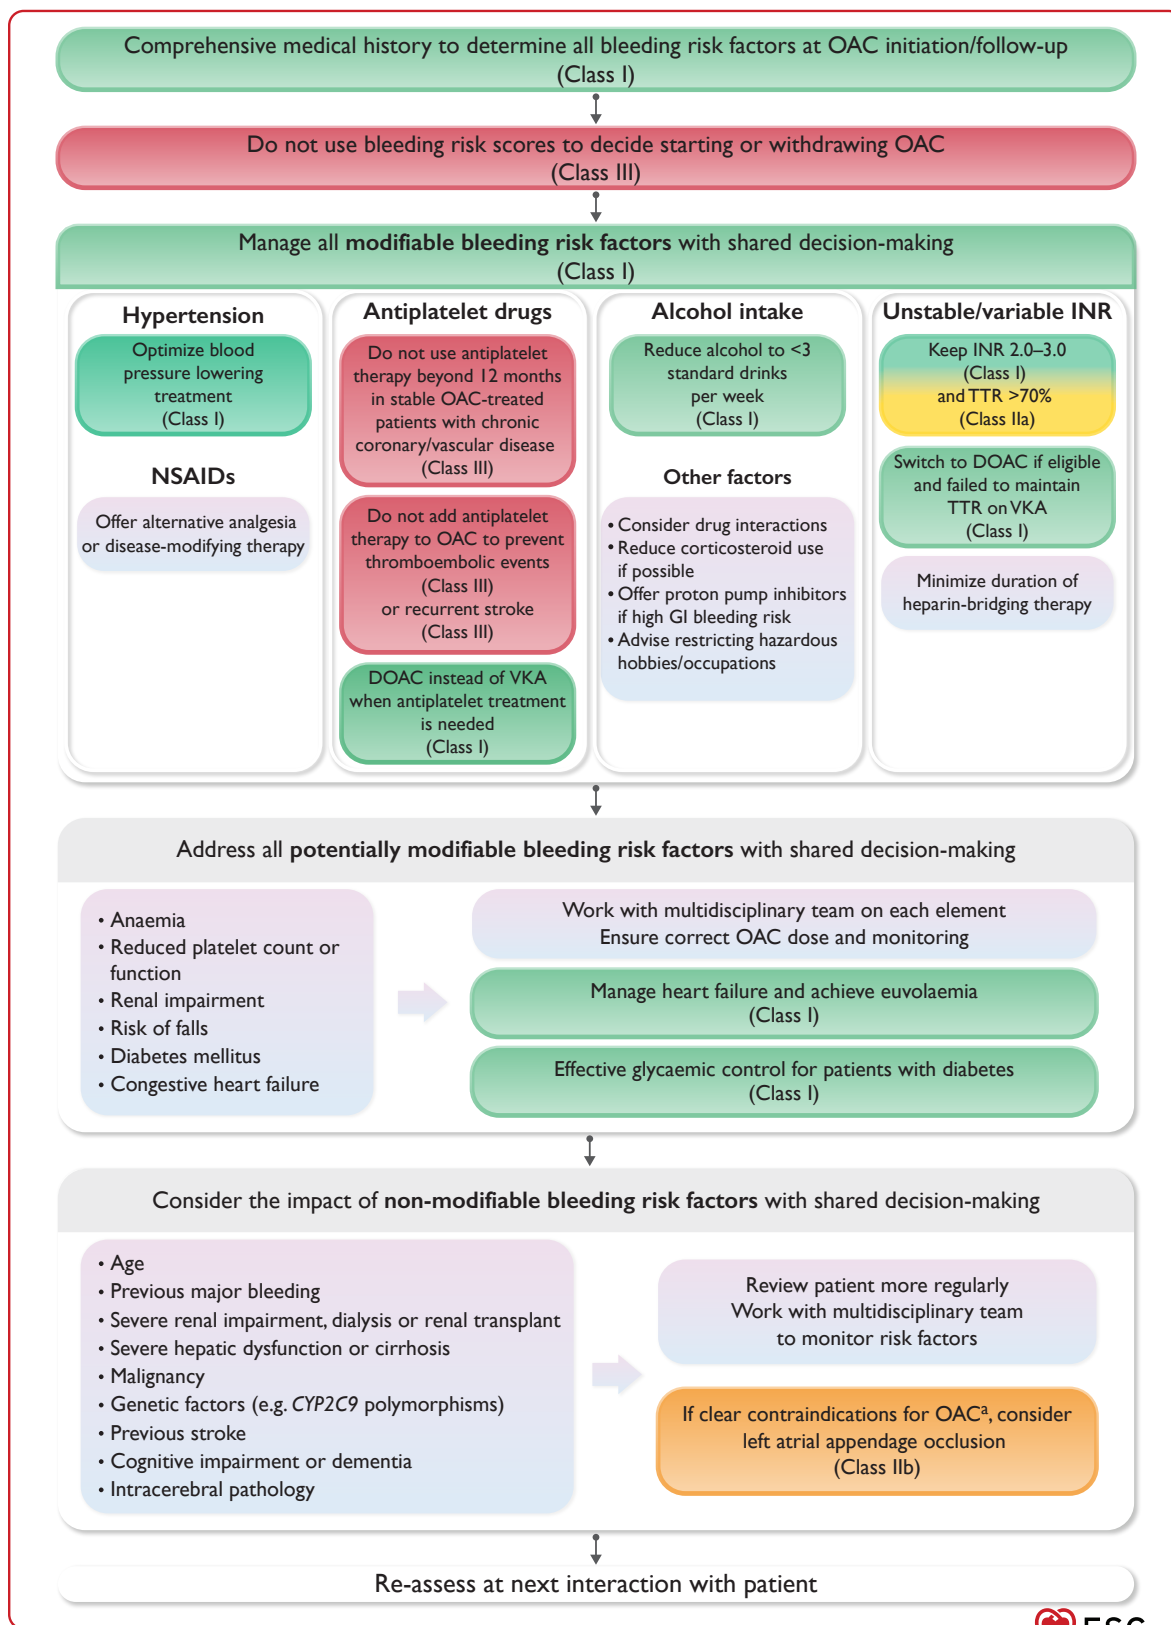 Comprehensive medical history to determine all bleeding risk factors at OAC initiation/follow-up
(Class I)
Do not use bleeding risk scores to decide starting or withdrawing OAC
(Class III)
Manage all modifiable bleeding risk factors with shared decision-making
(Class I)
Hypertension
Optimize blood
pressure lowering
treatment
(Class I)
NSAIDs
Offer alternative analgesia
or disease-modifying therapy
Antiplatelet drugs
Do not use antiplatelet
therapy beyond 12 months
in stable OAC-treated
patients with chronic
coronary/vascular disease
(Class III)
Do not add antiplatelet
therapy to OAC to prevent
thromboembolic events
(Class III)
or recurrent stroke
(Class III)
DOAC instead of VKA
when antiplatelet treatment
is needed
(Class I)
Alcohol intake
Reduce alcohol to <3
standard drinks
per week
(Class I)
Other factors
• Consider drug interactions
• Reduce corticosteroid use
if possible
• Offer proton pump inhibitors
if high GI bleeding risk
• Advise restricting hazardous
hobbies/occupations
Unstable/variable INR
Keep INR 2.0–3.0
(Class I)
and TTR >70%
(Class IIa)
Switch to DOAC if eligible
and failed to maintain
TTR on VKA
(Class I)
Minimize duration of
heparin-bridging therapy
Address all potentially modifiable bleeding risk factors with shared decision-making
• Anaemia
• Reduced platelet count or
function
• Renal impairment
• Risk of falls
• Diabetes mellitus
• Congestive heart failure
Work with multidisciplinary team on each element
Ensure correct OAC dose and monitoring
Manage heart failure and achieve euvolaemia
(Class I)
Effective glycaemic control for patients with diabetes
(Class I)
Consider the impact of non-modifiable bleeding risk factors with shared decision-making
• Age
• Previous major bleeding
• Severe renal impairment, dialysis or renal transplant
• Severe hepatic dysfunction or cirrhosis
• Malignancy
• Genetic factors (e.g. CYP2C9 polymorphisms)
• Previous stroke
• Cognitive impairment or dementia
• Intracerebral pathology
Review patient more regularly
Work with multidisciplinary team
to monitor risk factors
If clear contraindications for OACᵃ, consider
left atrial appendage occlusion
(Class IIb)
Re-assess at next interaction with patient
ESC